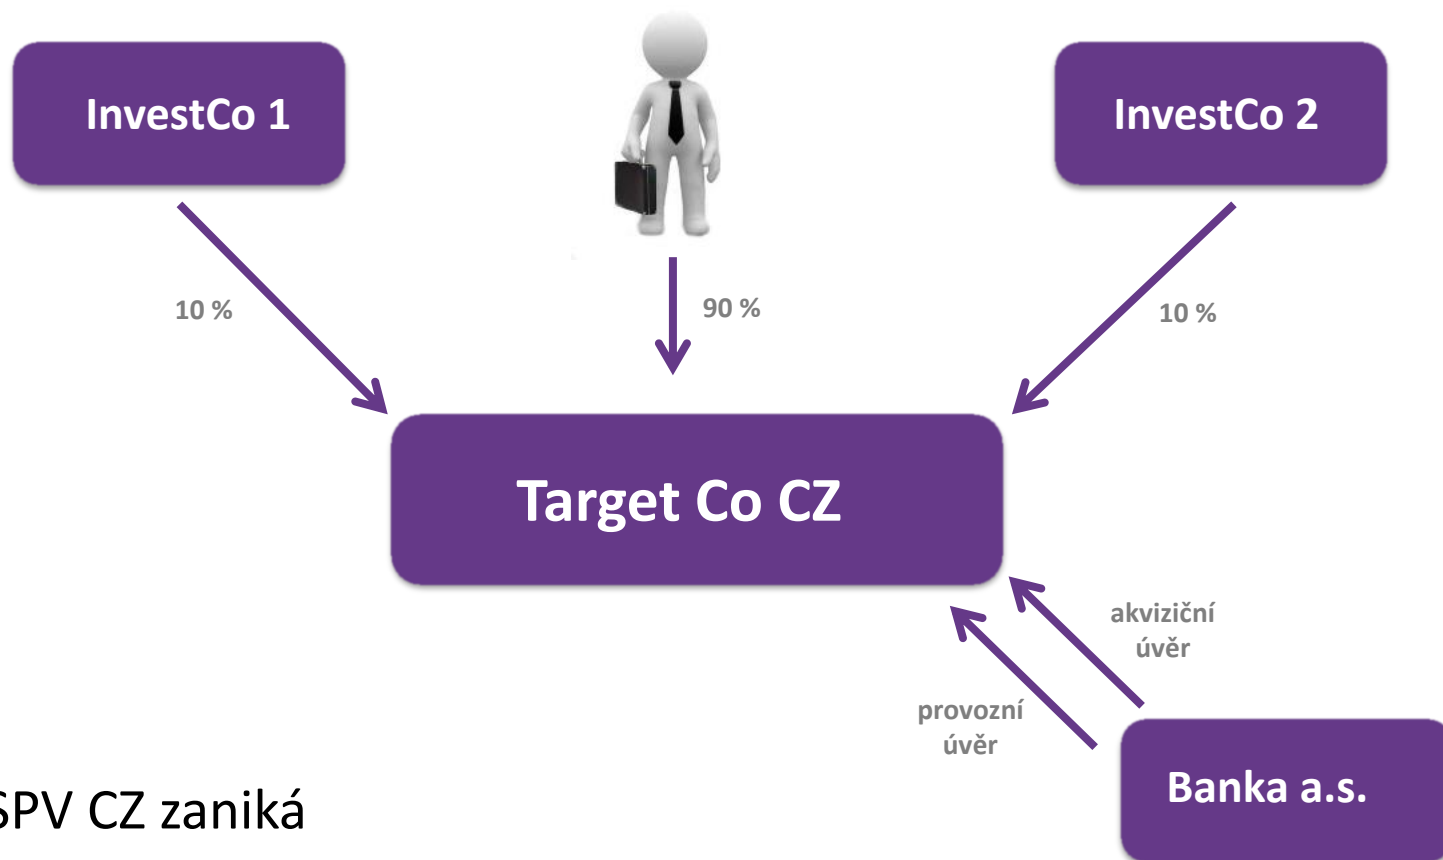 InvestCo 1
InvestCo 2
10 %
90 %
10 %
Target Co CZ
akviziční
úvěr
provozní
úvěr
Banka a.s.
SPV CZ zaniká